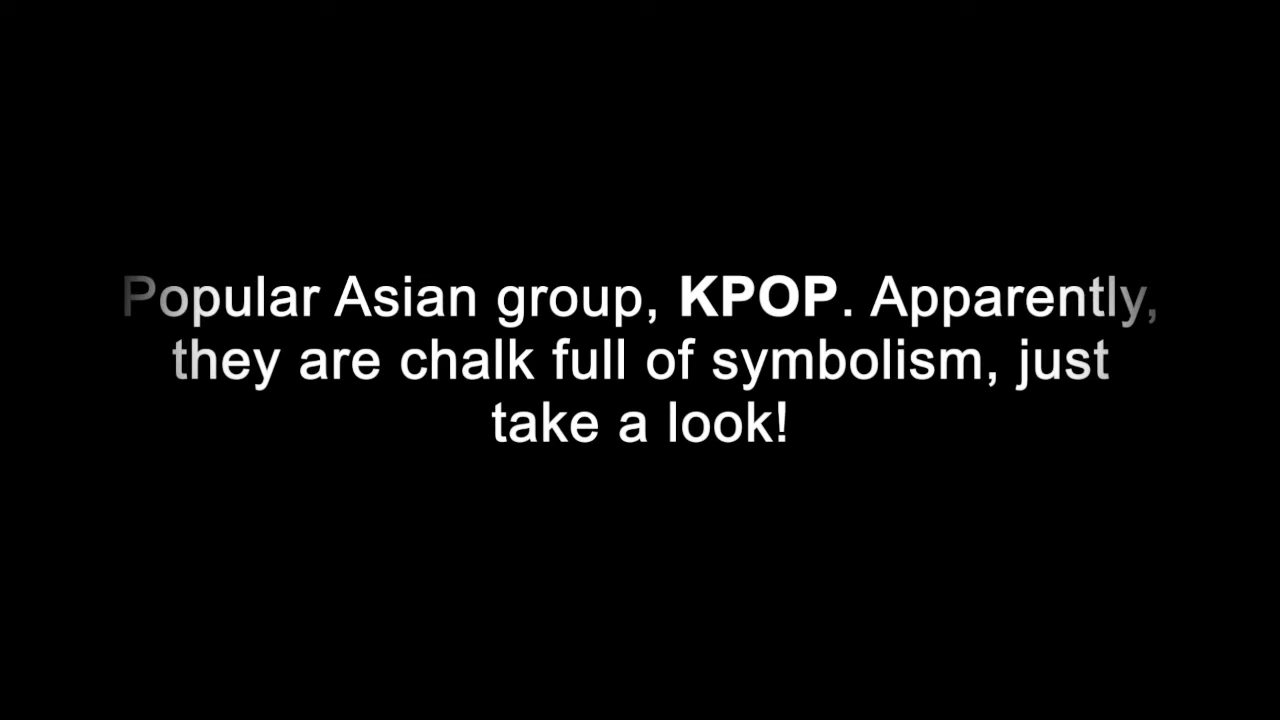 Popular Asian group, KPOP. Apparently,
they are chalk full of symbolism, just
take a look!